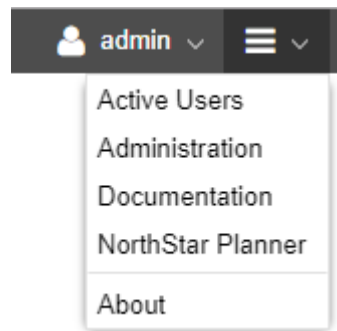 admin
Active Users
Administration
Documentation
NorthStar Planner
About